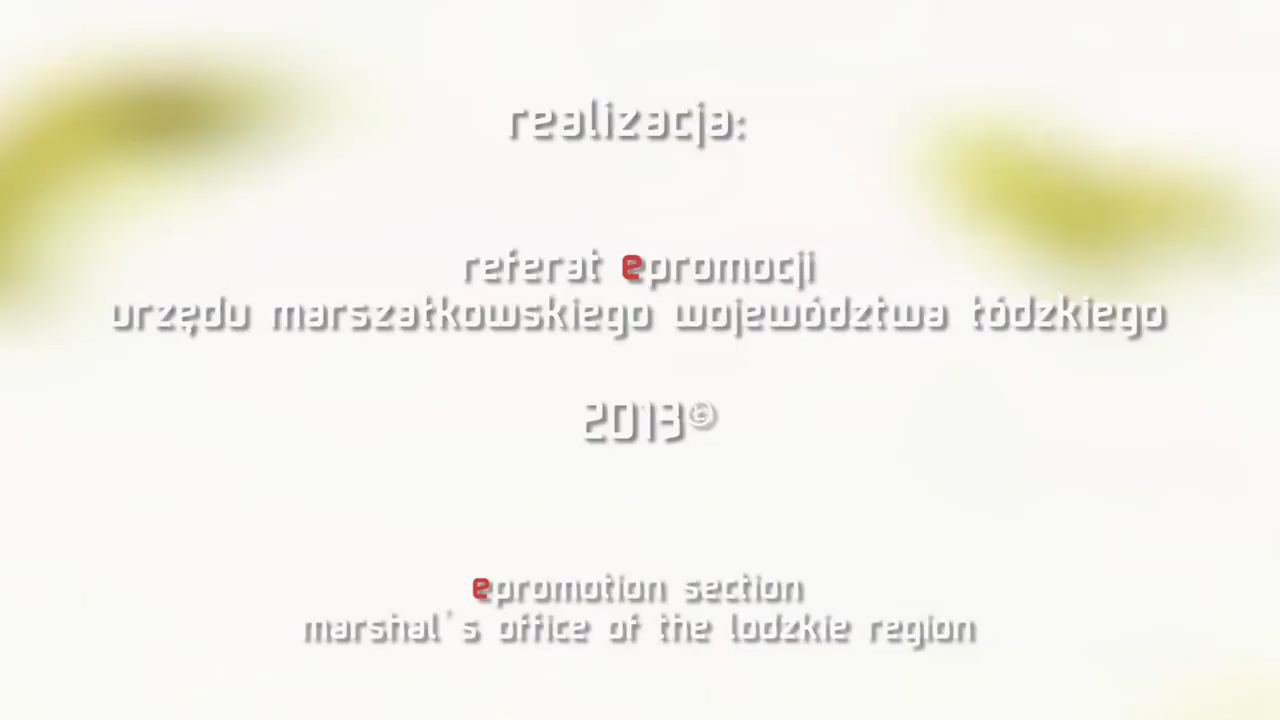 realizacja:
referat epromocji
urzędu marszałkowskiego województwa łódzkiego
2013©
epromotion section
marshal's office of the lodzkie region